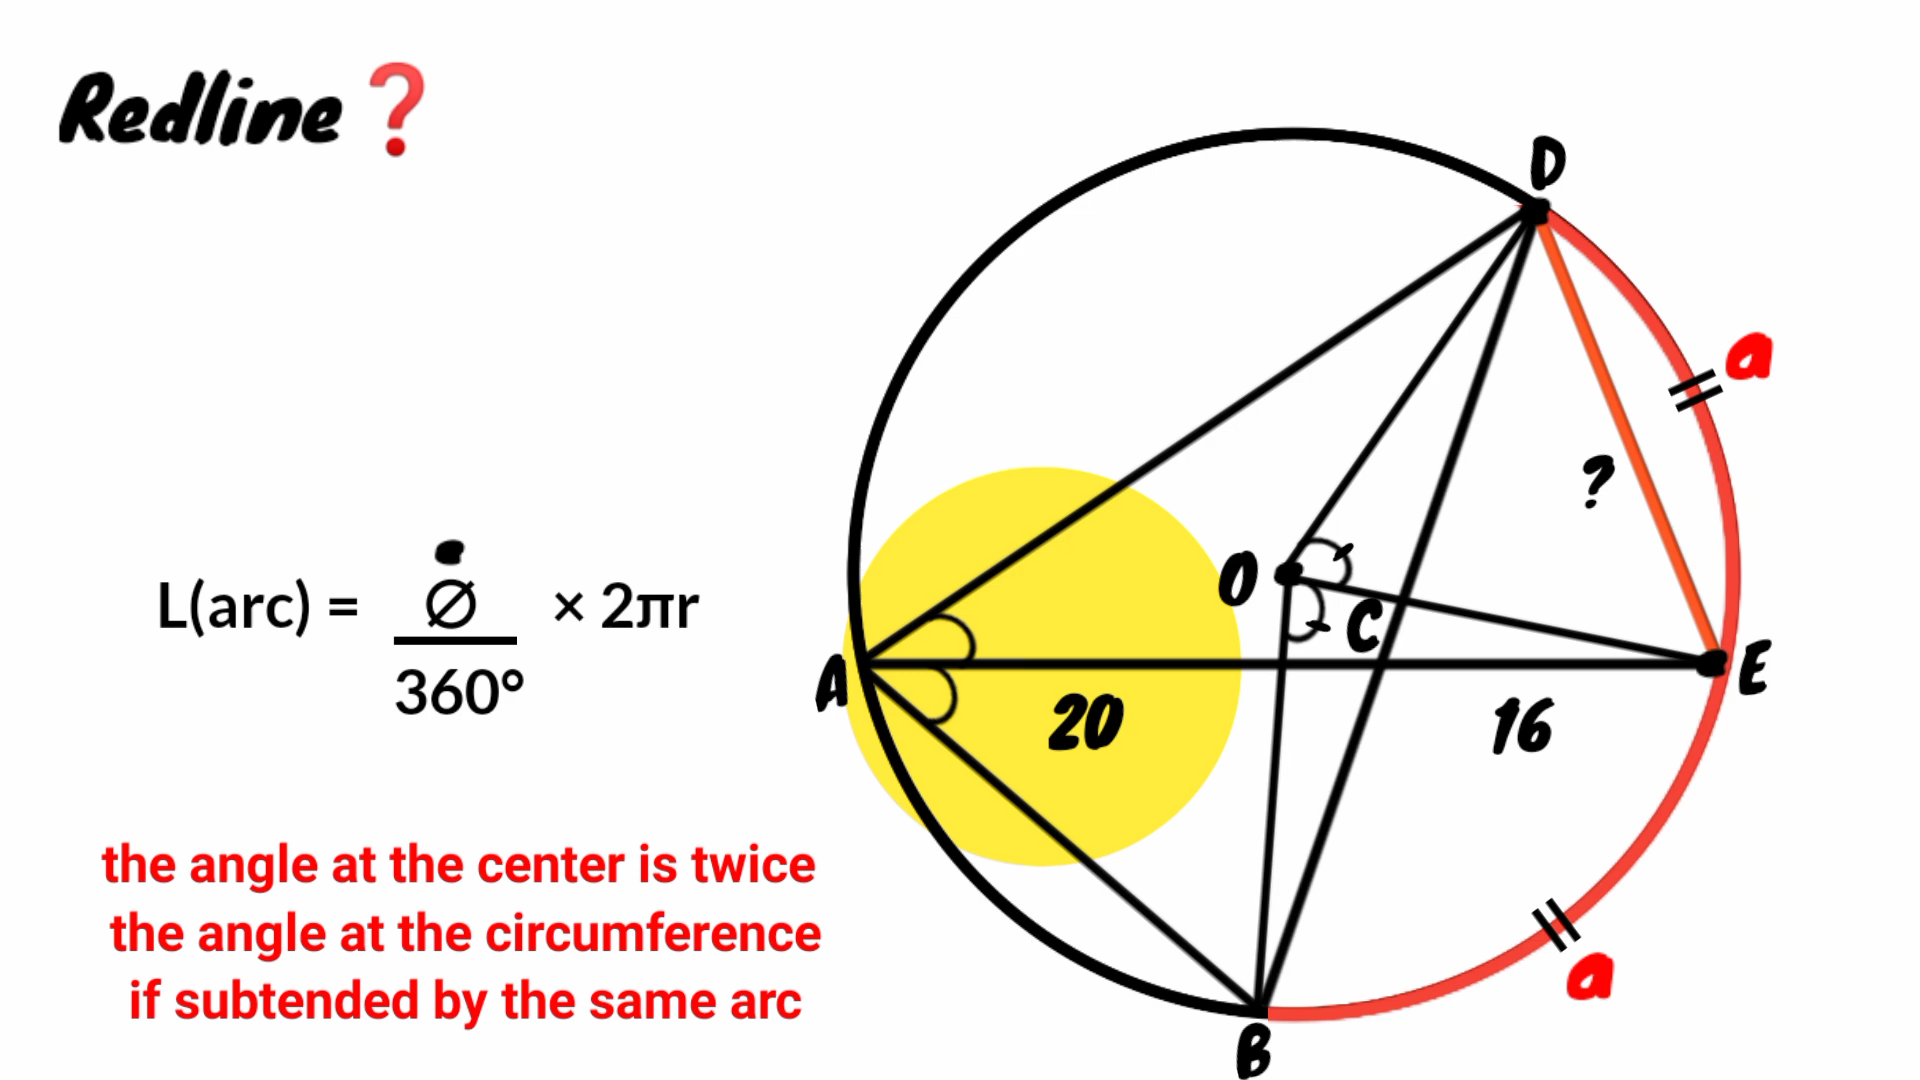 Redline ❓
D
a
?
O
C
L(arc) = ∅ × 2πr
360°
A
E
20
16
the angle at the center is twice
the angle at the circumference
if subtended by the same arc
a
B